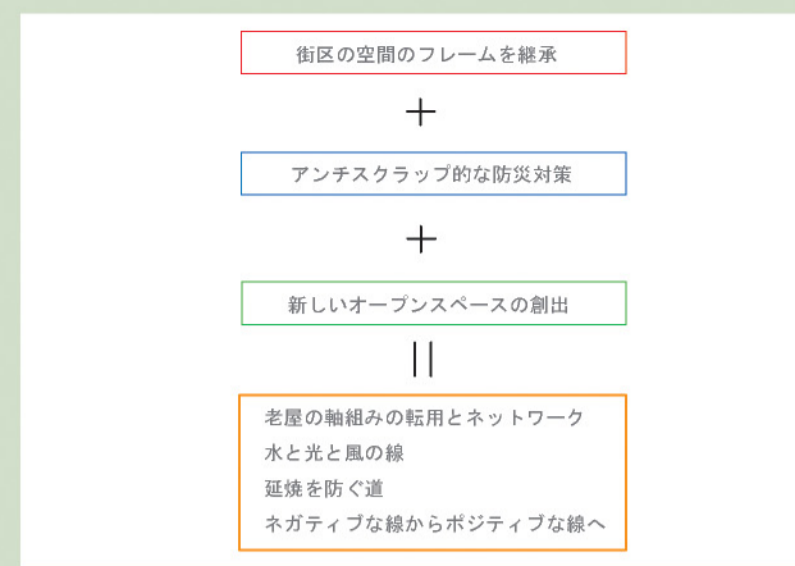 街区の空間のフレームを継承
+
アンチスクラップ的な防災対策
+
新しいオープンスペースの創出
||
老屋の軸組みの転用とネットワーク
水と光と風の線
延焼を防ぐ道
ネガティブな線からポジティブな線へ